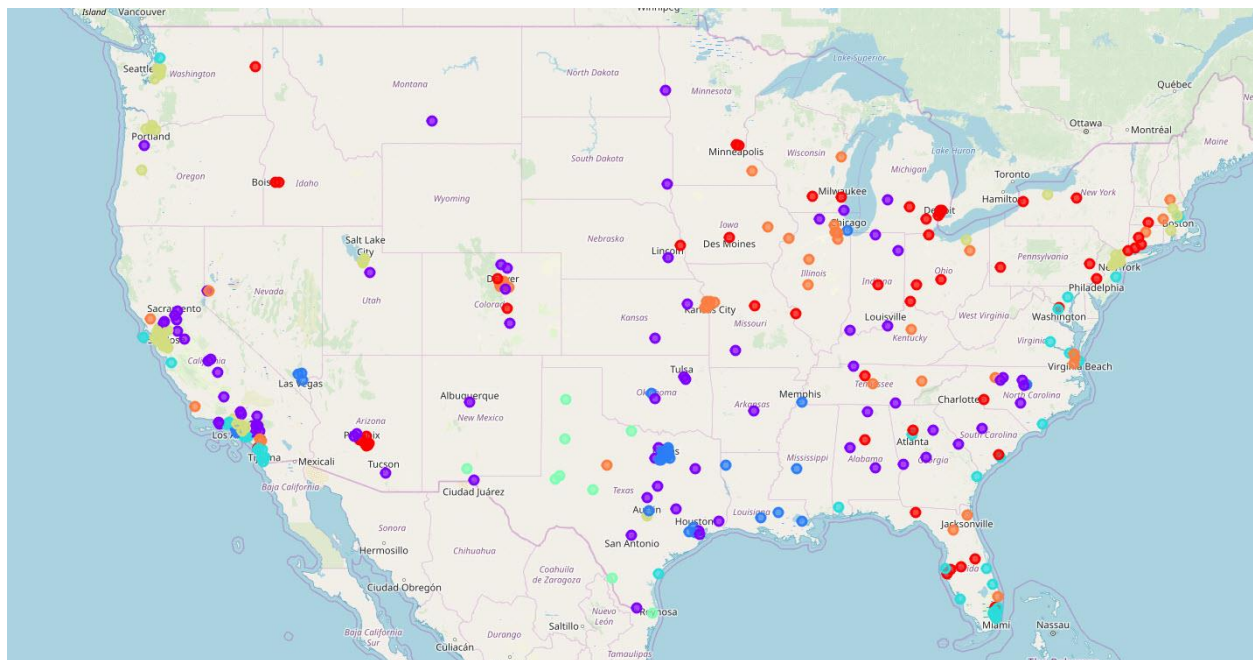 Winnipeg
Island
Vancouver
Seattle
Washington
Montana
North Dakota
Minnesota
Lake Superior
Québec
Ottawa
Montréal
Maine
Portland
Oregon
Idaho
South Dakota
Minneapolis
Wisconsin
Michigan
Lake Huron
Toronto
Hamilton
New York
Wyoming
Milwaukee
Detroit
Boston
Chicago
Iowa
Nebraska
Lincoln
Des Moines
Salt Lake
City
Nevada
Utah
Denver
Colorado
Illinois
Indiana
Ohio
Pennsylvania
New York
Philadelphia
Sacramento
Kansas
Kansas City
Missouri
Louisville
Kentucky
West Virginia
Washington
Virginia
Virginia Beach
California
Las Vegas
Tulsa
Oklahoma
Albuquerque
New Mexico
Arkansas
Memphis
Tennessee
Charlotte
North Carolina
Arizona
Phoenix
Tucson
Mexicali
Baja California
Ciudad Juárez
Texas
Mississippi
Alabama
Atlanta
Georgia
South Carolina
Austin
Houston
Louisiana
San Antonio
Jacksonville
Sonora
Hermosillo
Chihuahua
Coahuila
de Zaragoza
Ciudad Obregón
Nuevo
León
Reynosa
Miami
Nassau
Baja California
Sur
Culiacán
Durango
Saltillo
Tamaulipas